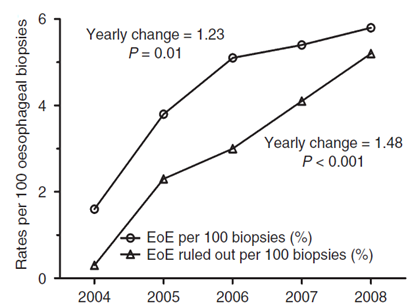 Rates per 100 oesophageal biopsies
6
4
2
0
Yearly change = 1.23
P = 0.01
Yearly change = 1.48
P < 0.001
EoE per 100 biopsies (%)
EoE ruled out per 100 biopsies (%)
2004 2005 2006 2007 2008